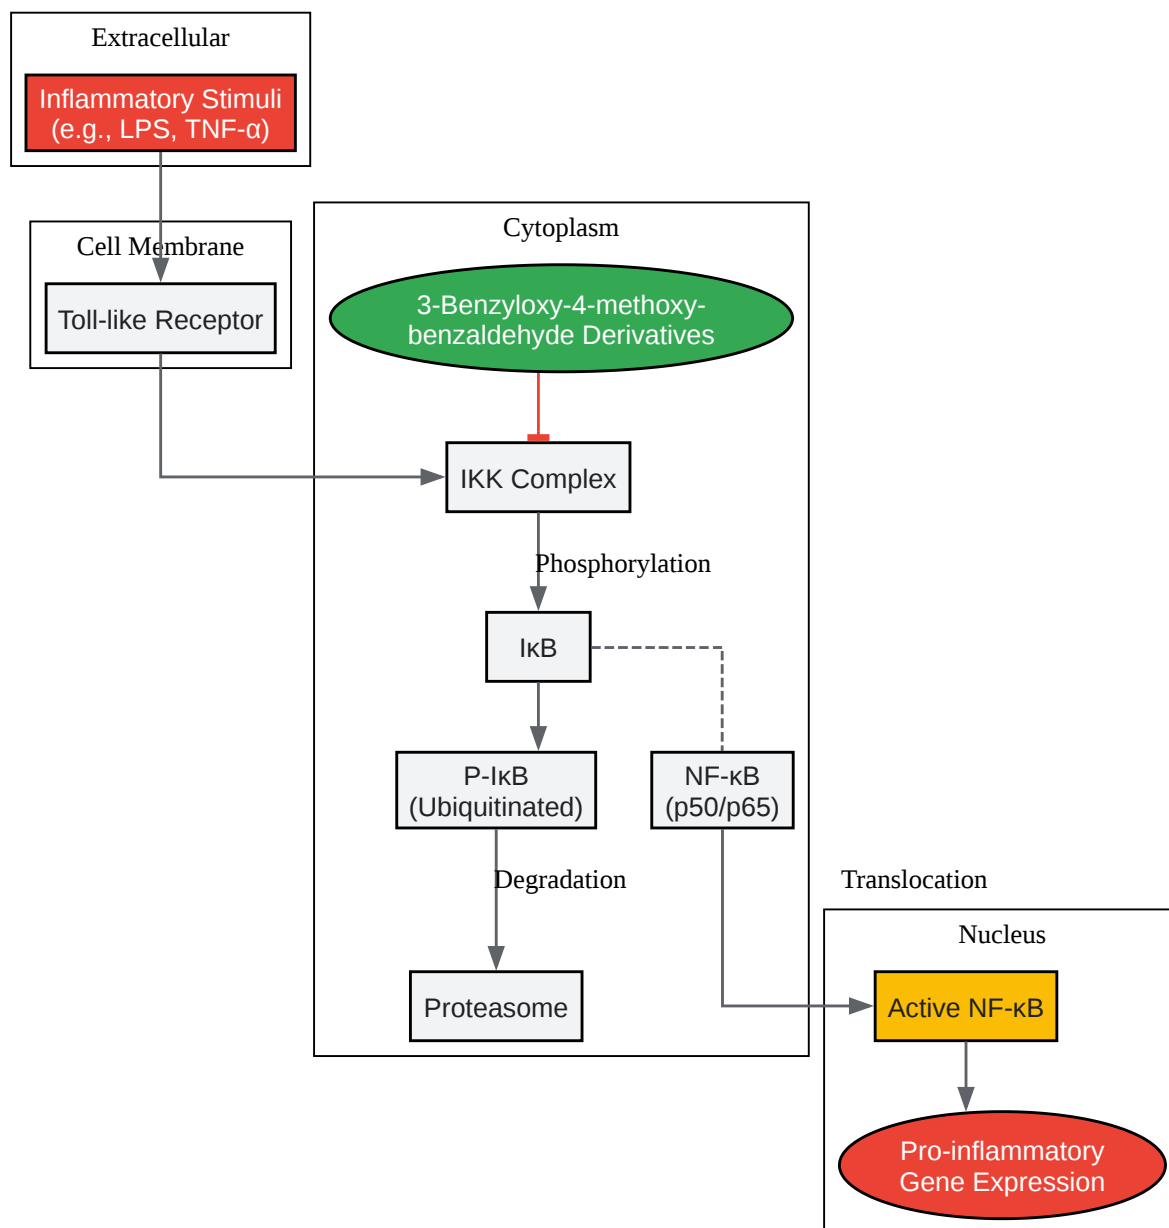 Extracellular
Inflammatory Stimuli
(e.g., LPS, TNF-α)
Cell Membrane
Toll-like Receptor
Cytoplasm
3-Benzyloxy-4-methoxy-
benzaldehyde Derivatives
IKK Complex
Phosphorylation
IκB
P-IκB
(Ubiquitinated)
NF-κB
(p50/p65)
Degradation
Translocation
Proteasome
Nucleus
Active NF-κB
Pro-inflammatory
Gene Expression